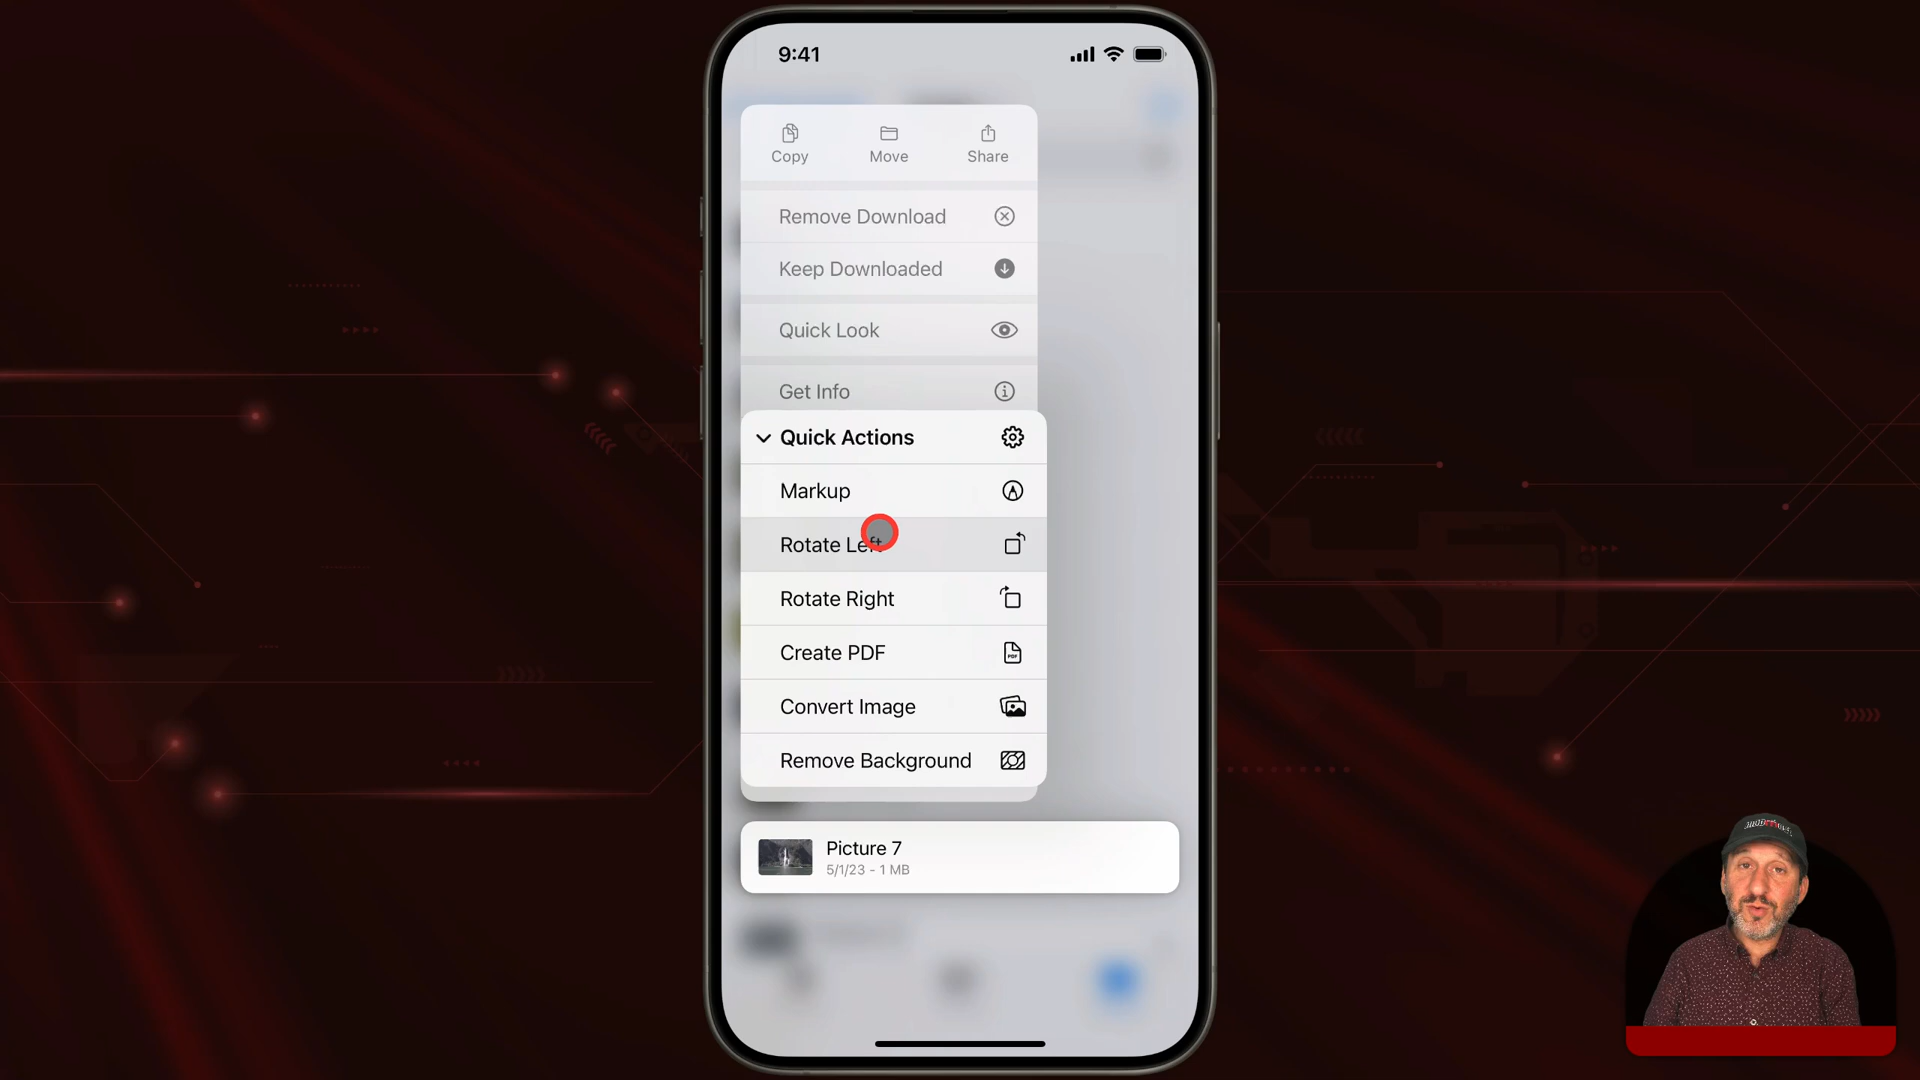 9:41
Copy Move Share
Remove Download
Keep Downloaded
Quick Look
Get Info
Quick Actions
Markup
Rotate Left
Rotate Right
Create PDF
PDF
Convert Image
Remove Background
Picture 7
5/1/23 - 1 MB